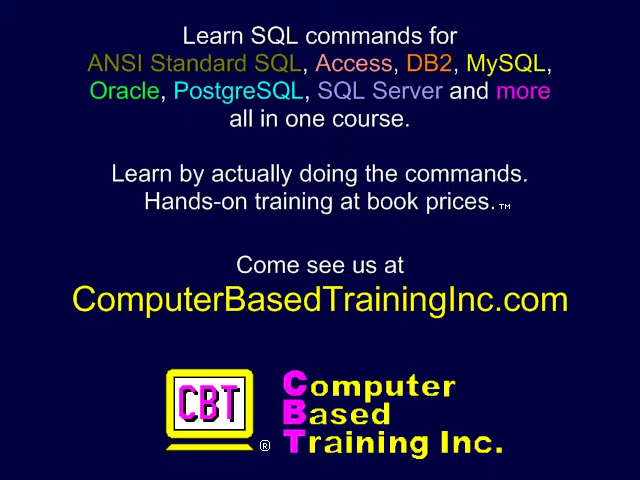 Learn SQL commands for
ANSI Standard SQL, Access, DB2, MySQL,
Oracle, PostgreSQL, SQL Server and more
all in one course.
Learn by actually doing the commands.
Hands-on training at book prices.™
Come see us at
ComputerBasedTrainingInc.com
CBT®
Computer
Based
Training Inc.